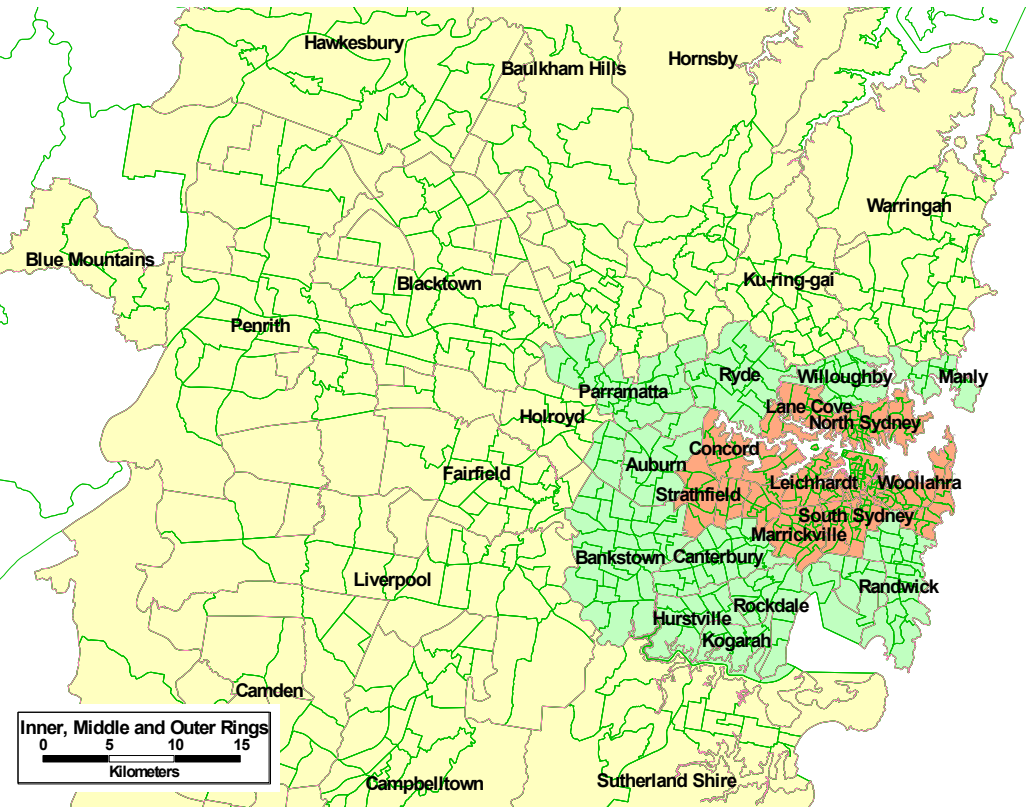 Hawkesbury
Hornsby
Baulkham Hills
Warringah
Blue Mountains
Ku-ring-gai
Blacktown
Penrith
Ryde
Willoughby
Manly
Parramatta
Lane Cove
Holroyd
North Sydney
Concord
Auburn
Fairfield
Leichhardt
Woollahra
Strathfield
South Sydney
Marrickville
Bankstown
Canterbury
Liverpool
Randwick
Rockdale
Hurstville
Kogarah
Camden
Inner, Middle and Outer Rings
0 5 10 15
Kilometers
Campbelltown
Sutherland Shire